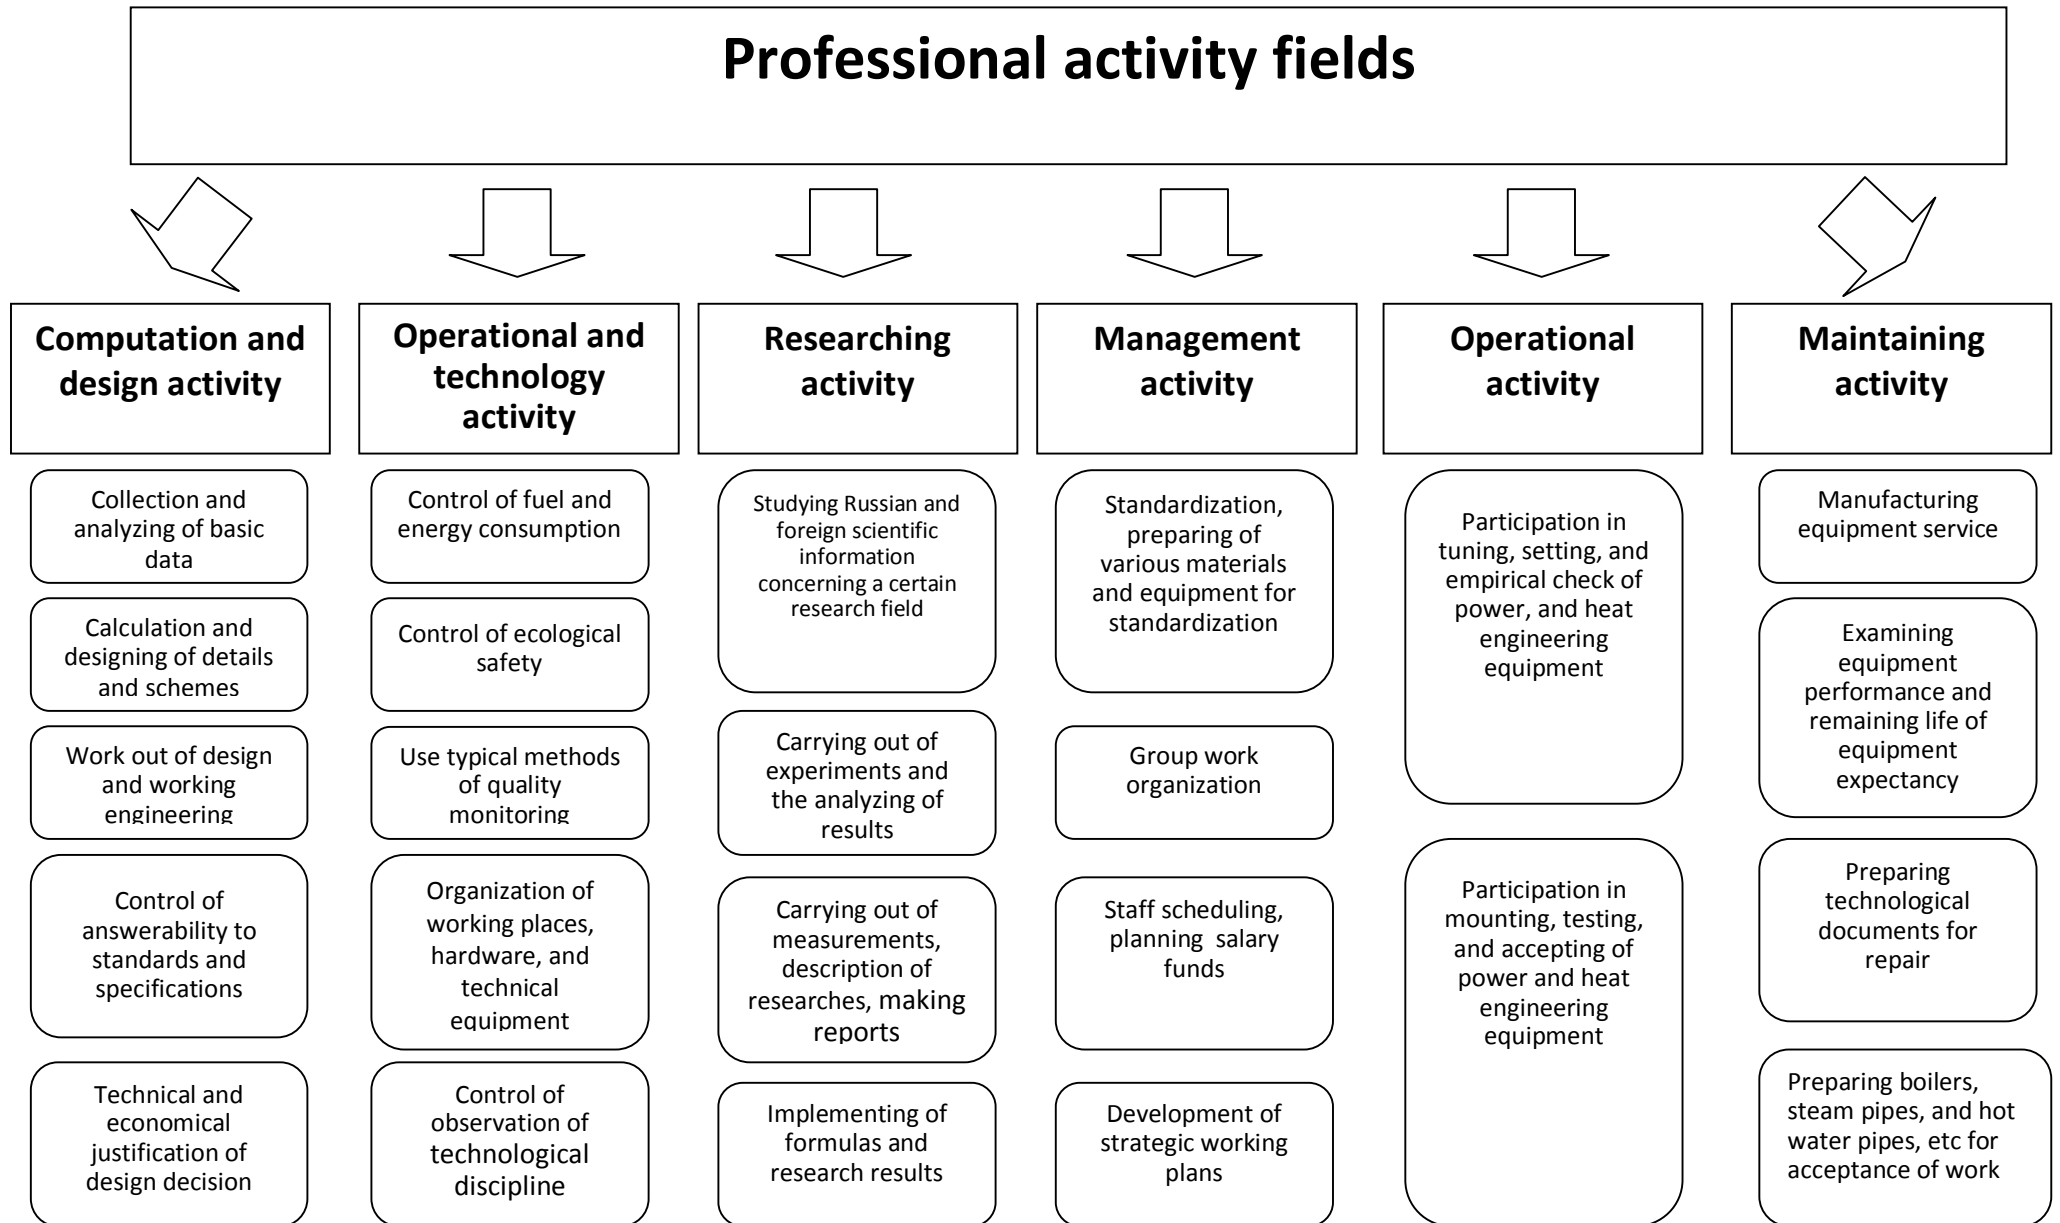 Professional activity fields
Computation and
design activity
Collection and
analyzing of basic
data
Calculation and
designing of details
and schemes
Work out of design
and working
engineering
Control of
answerability to
standards and
specifications
Technical and
economical
justification of
design decision
Operational and
technology
activity
Control of fuel and
energy consumption
Control of ecological
safety
Use typical methods
of quality
monitoring
Organization of
working places,
hardware, and
technical
equipment
Control of
observation of
technological
discipline
Researching
activity
Studying Russian and
foreign scientific
information
concerning a certain
research field
Carrying out of
experiments and
the analyzing of
results
Carrying out of
measurements,
description of
researches, making
reports
Implementing of
formulas and
research results
Management
activity
Standardization,
preparing of
various materials
and equipment for
standardization
Group work
organization
Staff scheduling,
planning salary
funds
Development of
strategic working
plans
Operational
activity
Participation in
tuning, setting, and
empirical check of
power, and heat
engineering
equipment
Participation in
mounting, testing,
and accepting of
power and heat
engineering
equipment
Maintaining
activity
Manufacturing
equipment service
Examining
equipment
performance and
remaining life of
equipment
expectancy
Preparing
technological
documents for
repair
Preparing boilers,
steam pipes, and hot
water pipes, etc for
acceptance of work